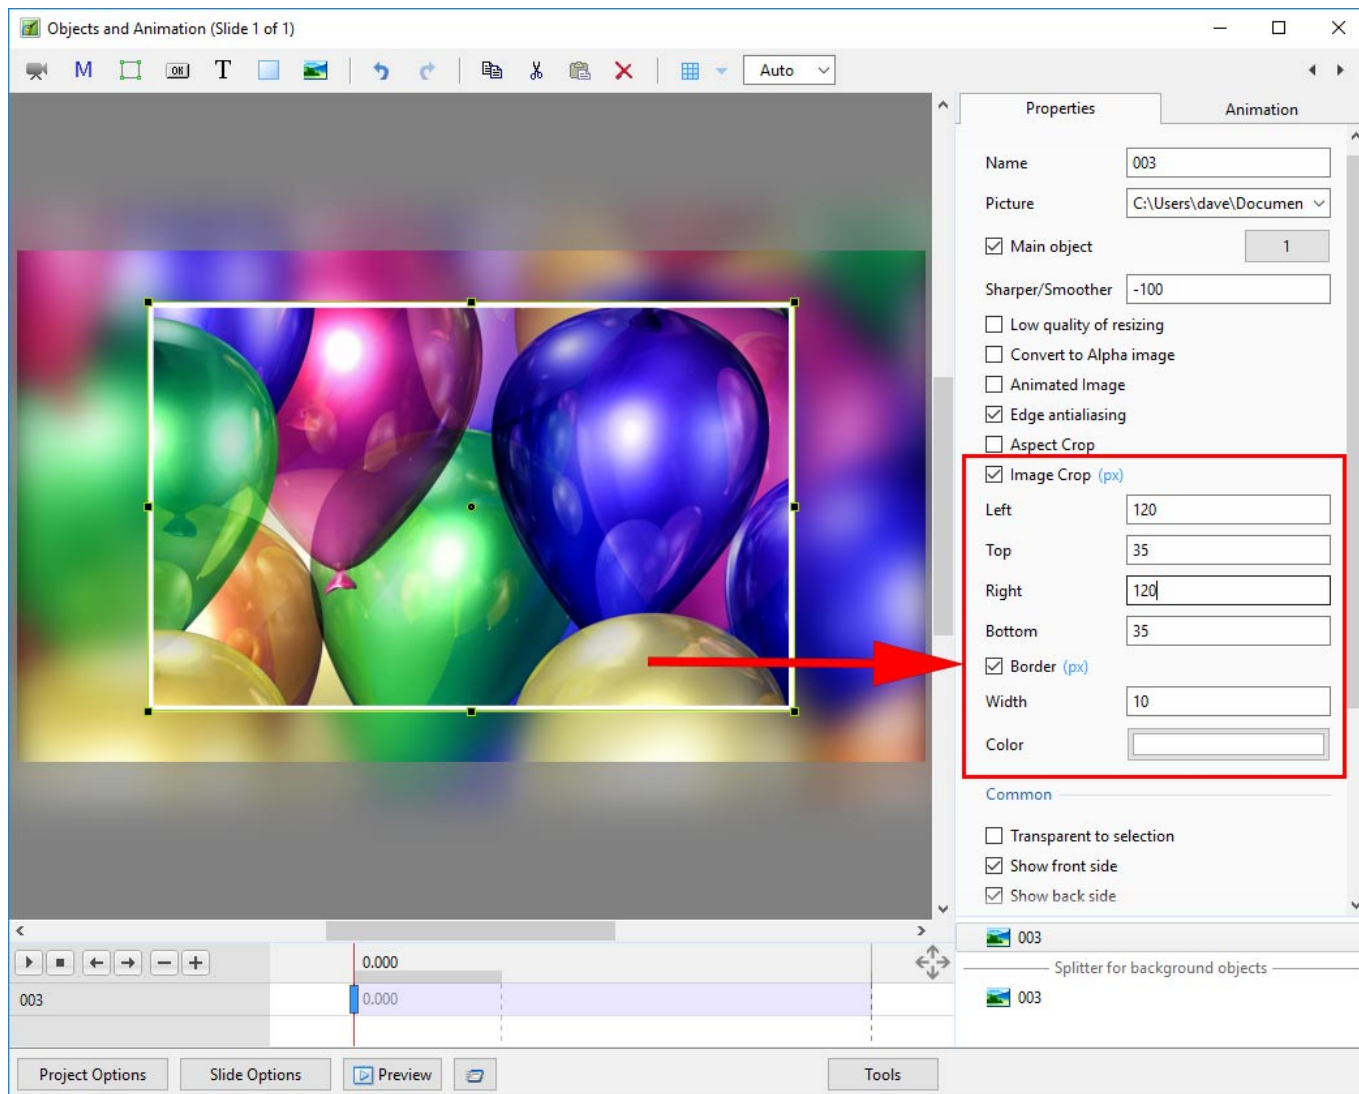 Objects and Animation (Slide 1 of 1)
M OK T Auto
Properties Animation
Name 003
Picture C:\Users\dave\Documen
Main object 1
Sharper/Smoother -100
Low quality of resizing
Convert to Alpha image
Animated Image
Edge antialiasing
Aspect Crop
Image Crop (px)
Left 120
Top 35
Right 120
Bottom 35
Border (px)
Width 10
Color
Common
Transparent to selection
Show front side
Show back side
003
Splitter for background objects
003
0.000
003 0.000
Project Options Slide Options Preview Tools